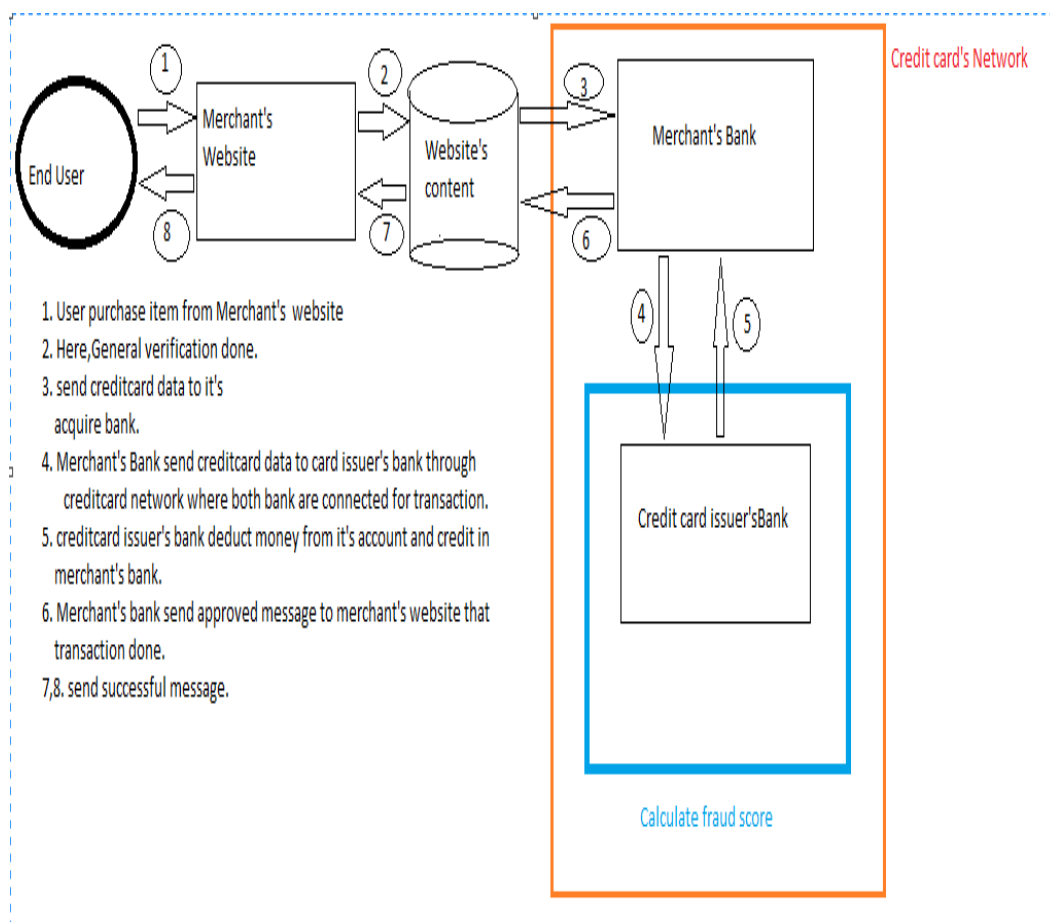 1
2
3
Credit card's Network
End User
Merchant's
Website
Website's
content
Merchant's Bank
8
7
6
4
5
1. User purchase item from Merchant's website
2. Here,General verification done.
3. send creditcard data to it's
acquire bank.
4. Merchant's Bank send creditcard data to card issuer's bank through
creditcard network where both bank are connected for transaction.
5. creditcard issuer's bank deduct money from it's account and credit in
merchant's bank.
6. Merchant's bank send approved message to merchant's website that
transaction done.
7,8. send successful message.
Credit card issuer'sBank
Calculate fraud score